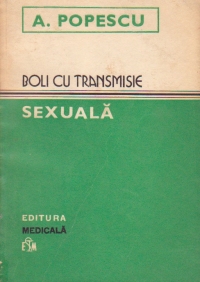 A. POPESCU
BOLI CU TRANSMISIE
SEXUALĂ
EDITURA
MEDICALĂ